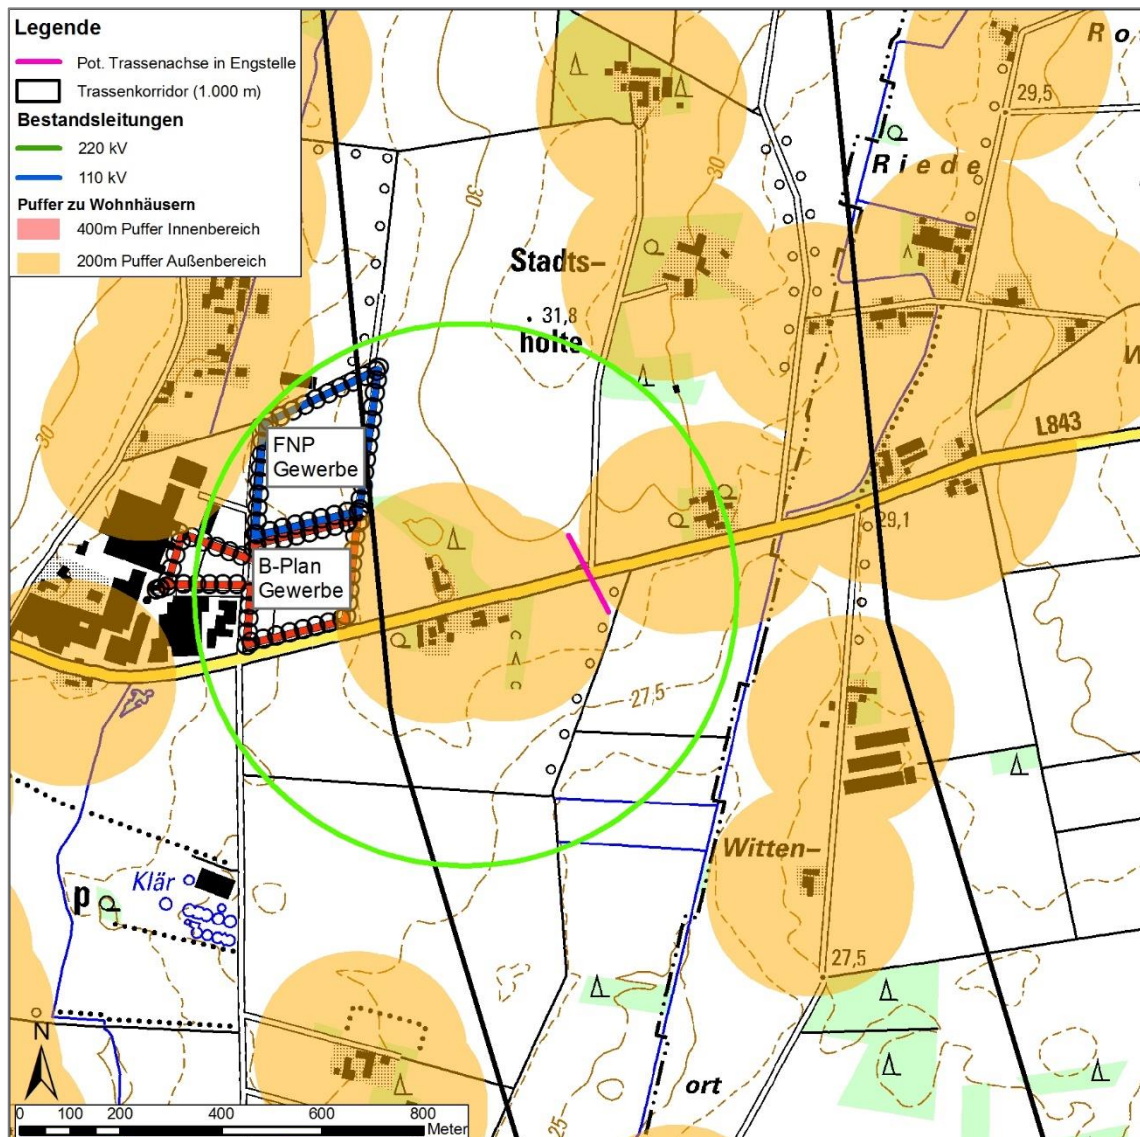 Legende
Pot. Trassenachse in Engstelle
Trassenkorridor (1.000 m)
Bestandsleitungen
220 kV
110 kV
Puffer zu Wohnhäusern
400m Puffer Innenbereich
200m Puffer Außenbereich
Ro
29,5
Riede
30
30
Stadts-
31,8
holte
W
30
FNP
Gewerbe
L843
29,1
B-Plan
Gewerbe
27,5
Witten-
Klär
p
27,5
25
N
ort
0 100 200 400 600 800
Meter